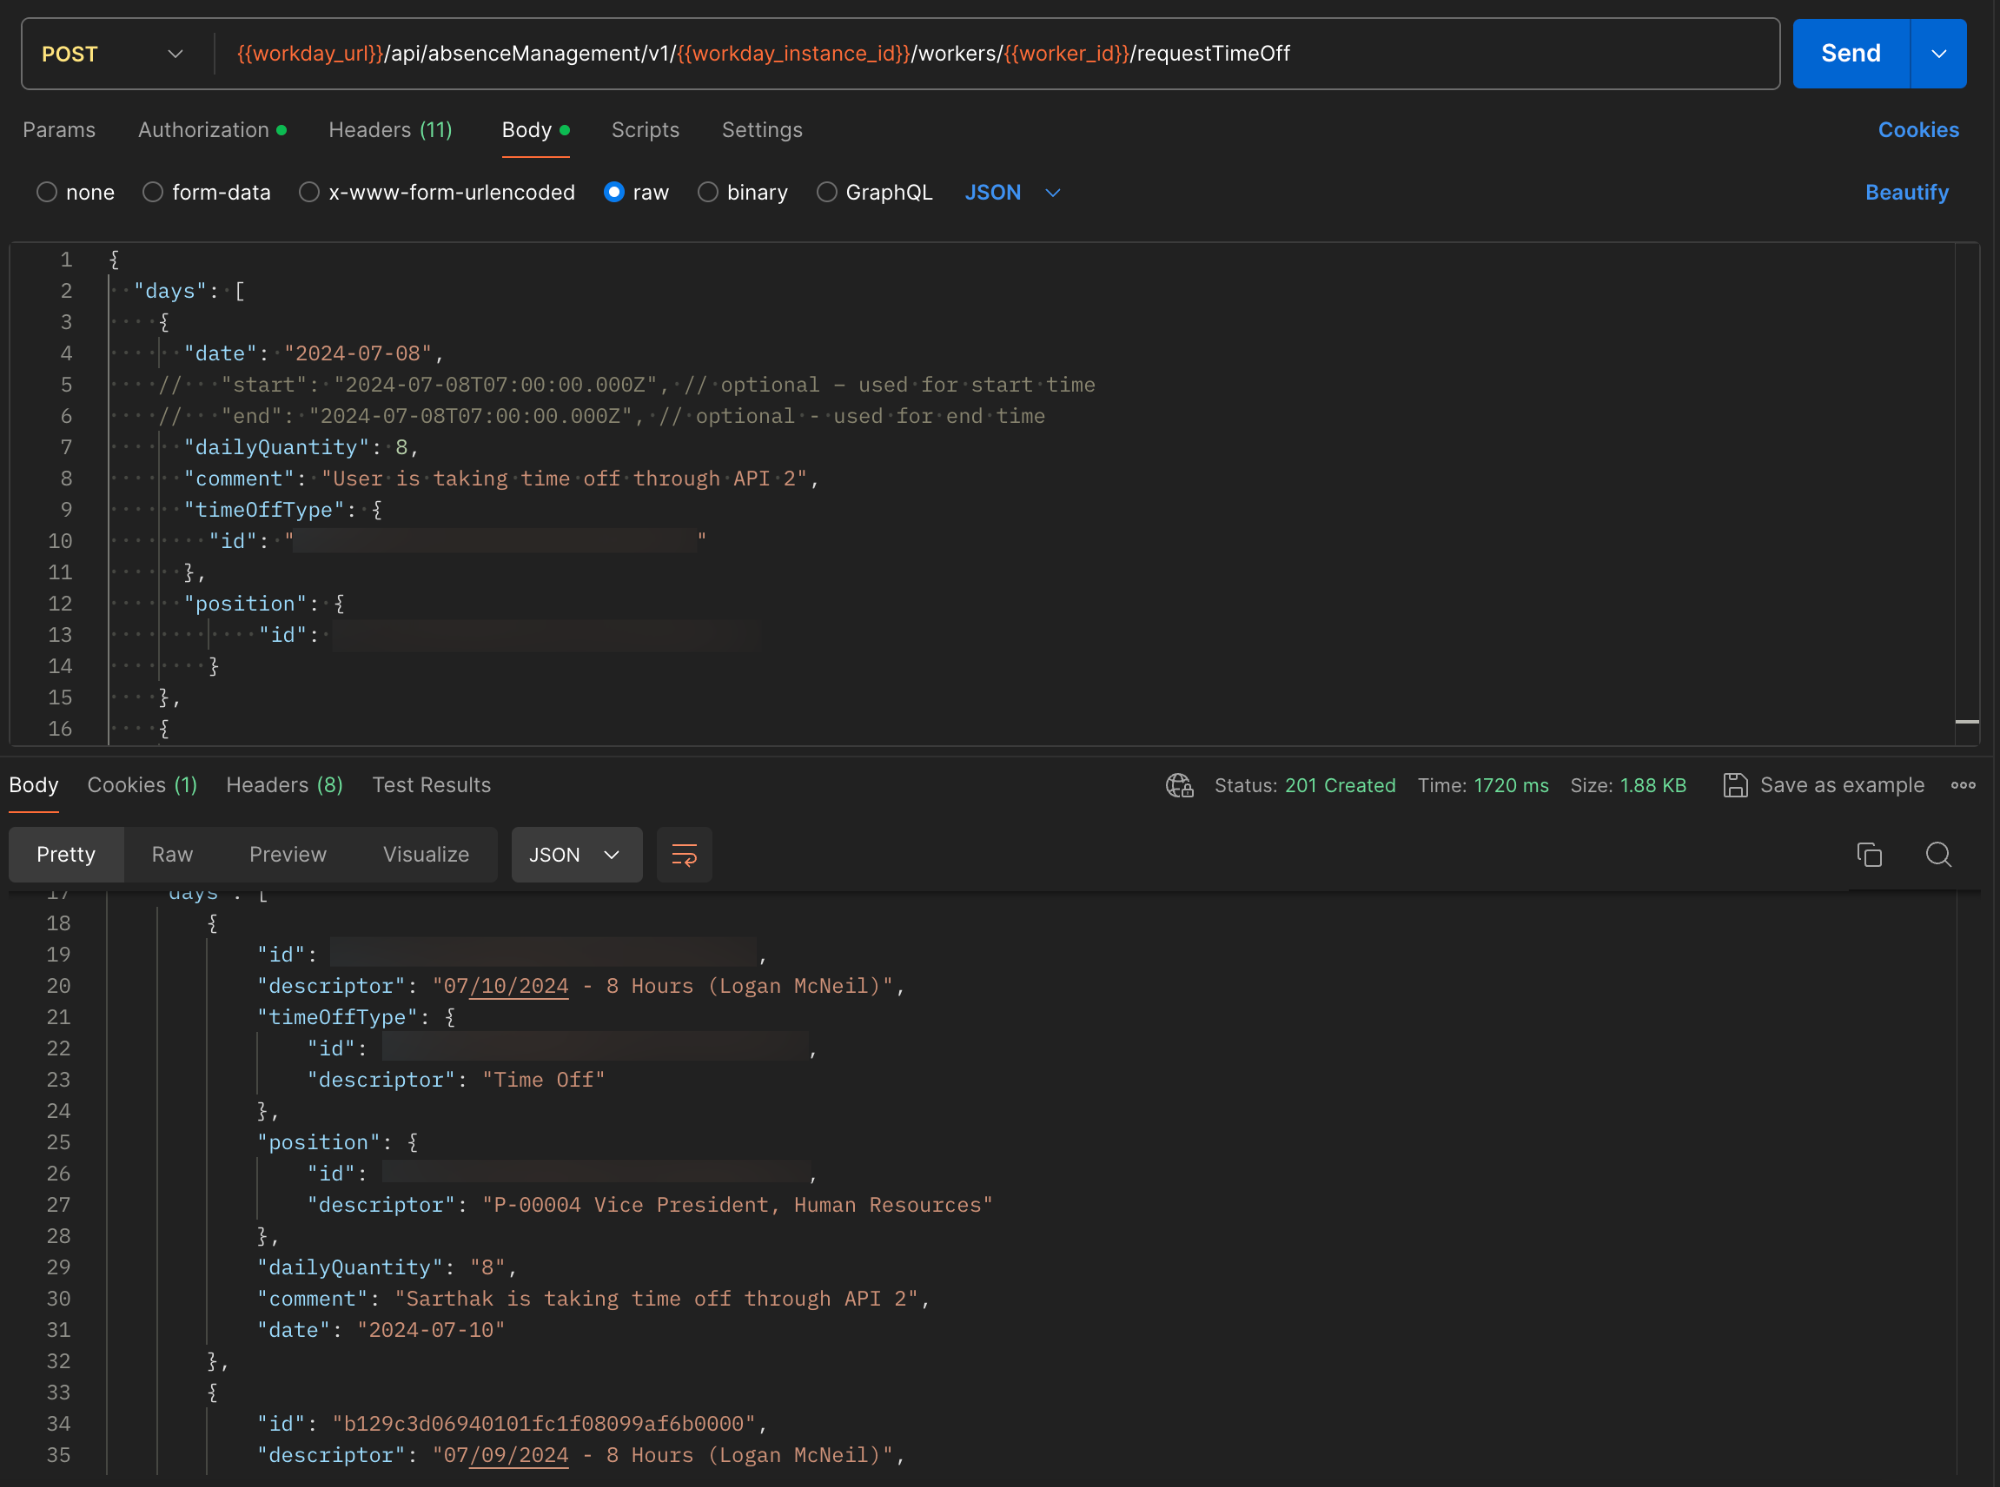 POST {{workday_url}}/api/absenceManagement/v1/{{workday_instance_id}}/workers/{{worker_id}}/requestTimeOff Send
Params Authorization Headers (11) Body Scripts Settings Cookies
none form-data x-www-form-urlencoded raw binary GraphQL JSON Beautify
1 {
2 "days": [
3 {
4 "date": "2024-07-08",
5 // "start": "2024-07-08T07:00:00.000Z", // optional – used for start time
6 // "end": "2024-07-08T07:00:00.000Z", // optional - used for end time
7 "dailyQuantity": 8,
8 "comment": "User is taking time off through API 2",
9 "timeOffType": {
10 "id": " "
11 },
12 "position": {
13 "id":
14 }
15 },
16 {
Body Cookies (1) Headers (8) Test Results Status: 201 Created Time: 1720 ms Size: 1.88 KB Save as example
Pretty Raw Preview Visualize JSON
17 "days": [
18 {
19 "id": ,
20 "descriptor": "07/10/2024 - 8 Hours (Logan McNeil)",
21 "timeOffType": {
22 "id": ,
23 "descriptor": "Time Off"
24 },
25 "position": {
26 "id": ,
27 "descriptor": "P-00004 Vice President, Human Resources"
28 },
29 "dailyQuantity": "8",
30 "comment": "Sarthak is taking time off through API 2",
31 "date": "2024-07-10"
32 },
33 {
34 "id": "b129c3d06940101fc1f08099af6b0000",
35 "descriptor": "07/09/2024 - 8 Hours (Logan McNeil)",